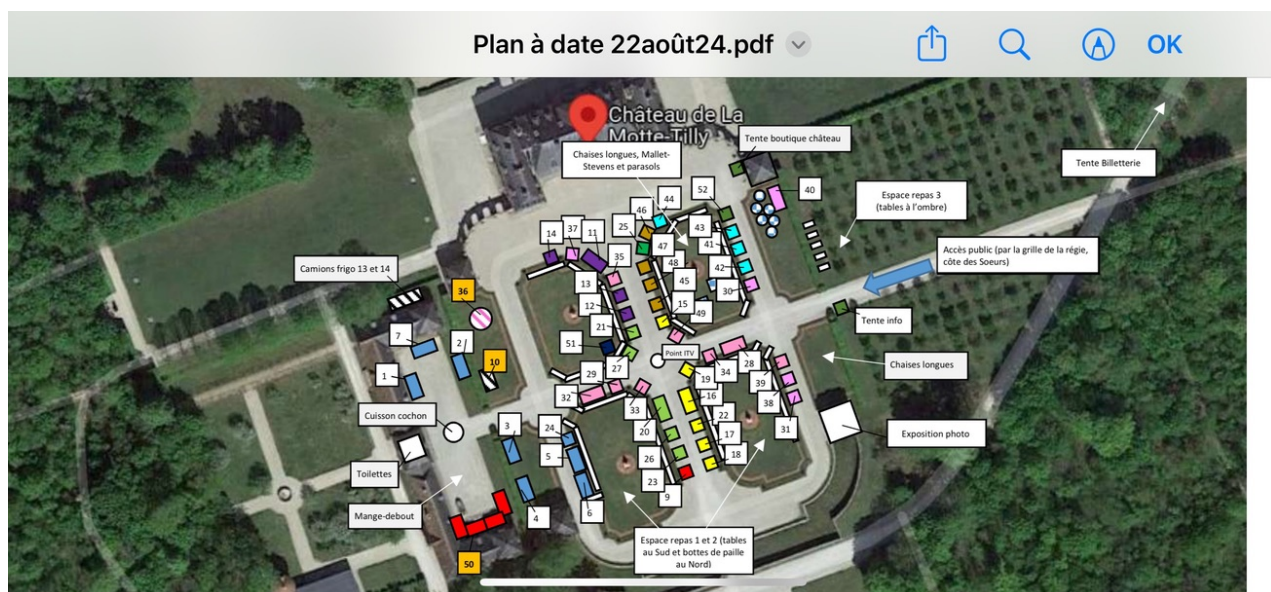 Plan à date 22août24.pdf
OK
Château de La
Motte-Tilly
Tente boutique château
Chaises longues, Mallet-
Stevens et parasols
Tente Billetterie
52
44
40
46
Espace repas 3
(tables à l'ombre)
25
43
14
37
11
47
41
35
48
42
Accès public (par la grille de la régie,
côte des Soeurs)
Camions frigo 13 et 14
13
45
30
36
12
15
49
21
Tente info
7
2
51
Point ITV
10
27
28
Chaises longues
1
29
34
19
39
32
16
38
Cuisson cochon
33
22
3
24
20
17
31
Exposition photo
5
26
18
Toilettes
23
9
Mange-debout
4
6
Espace repas 1 et 2 (tables
au Sud et bottes de paille
au Nord)
50